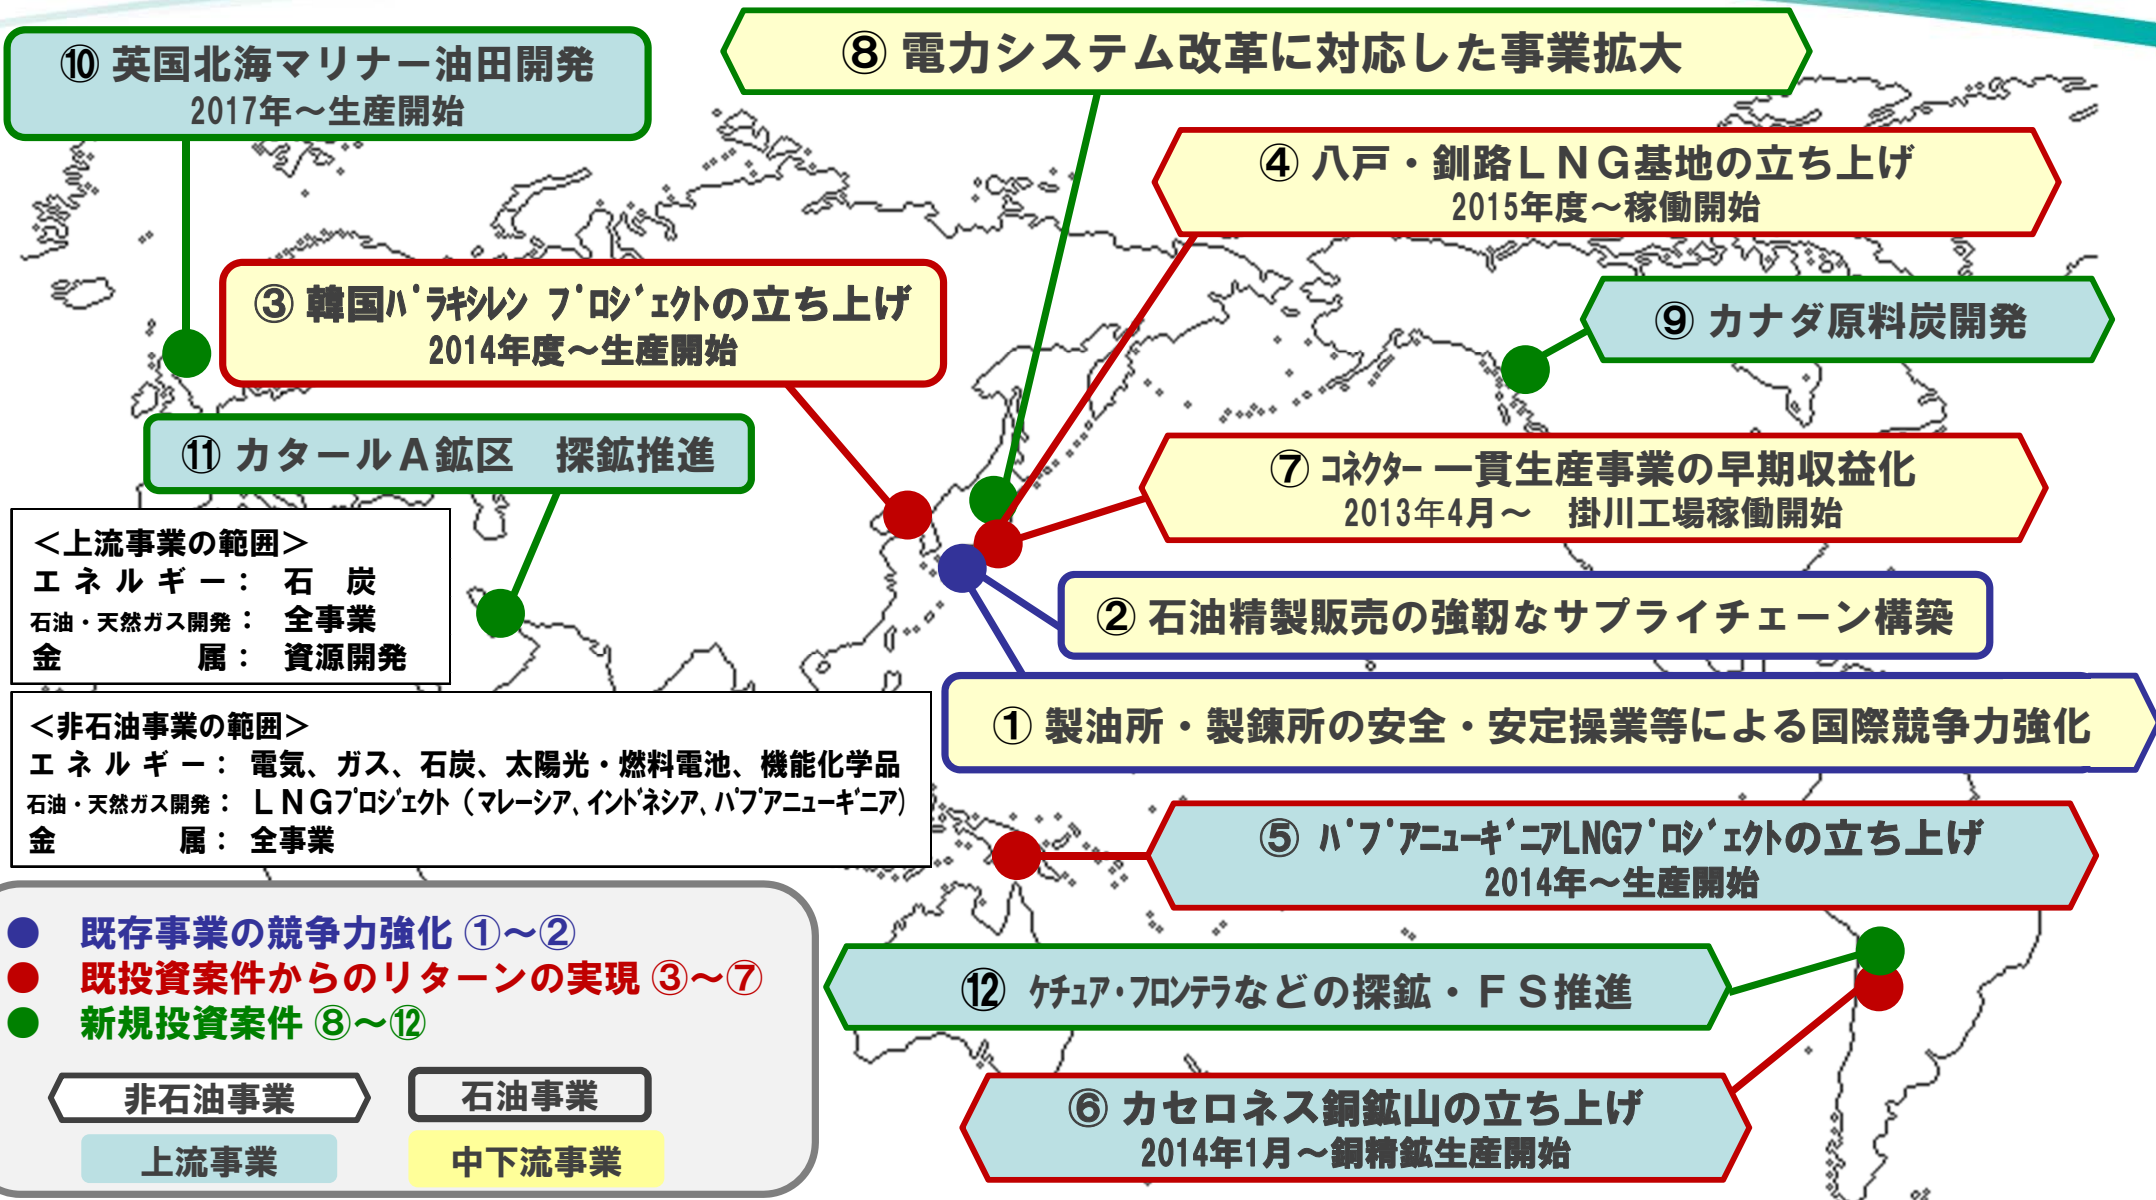 ⑩ 英国北海マリナー油田開発
2017年～生産開始
⑧ 電力システム改革に対応した事業拡大
④ 八戸・釧路ＬＮＧ基地の立ち上げ
2015年度～稼働開始
③ 韓国ﾊﾟﾗｷｼﾚﾝ ﾌﾟﾛｼﾞｪｸﾄの立ち上げ
2014年度～生産開始
⑨ カナダ原料炭開発
⑪ カタールＡ鉱区　探鉱推進
⑦ ｺﾈｸﾀｰ 一貫生産事業の早期収益化
2013年4月～　掛川工場稼働開始
＜上流事業の範囲＞
エ ネ ル ギ ー： 石　炭
石油・天然ガス開発： 全事業
金　　　　属： 資源開発
② 石油精製販売の強靭なサプライチェーン構築
① 製油所・製錬所の安全・安定操業等による国際競争力強化
＜非石油事業の範囲＞
エ ネ ル ギ ー： 電気、ガス、石炭、太陽光・燃料電池、機能化学品
石油・天然ガス開発： ＬＮＧﾌﾟﾛｼﾞｪｸﾄ（ﾏﾚｰｼｱ､ｲﾝﾄﾞﾈｼｱ､ﾊﾟﾌﾟｱﾆｭｰｷﾞﾆｱ）
金　　　　属： 全事業
⑤ ﾊﾟﾌﾟｱﾆｭｰｷﾞﾆｱLNGﾌﾟﾛｼﾞｪｸﾄの立ち上げ
2014年～生産開始
● 既存事業の競争力強化 ①～②
● 既投資案件からのリターンの実現 ③～⑦
● 新規投資案件 ⑧～⑫
⑫ ｹﾁｭｱ･ﾌﾛﾝﾃﾗなどの探鉱・ＦＳ推進
非石油事業
石油事業
上流事業
中下流事業
⑥ カセロネス銅鉱山の立ち上げ
2014年1月～銅精鉱生産開始